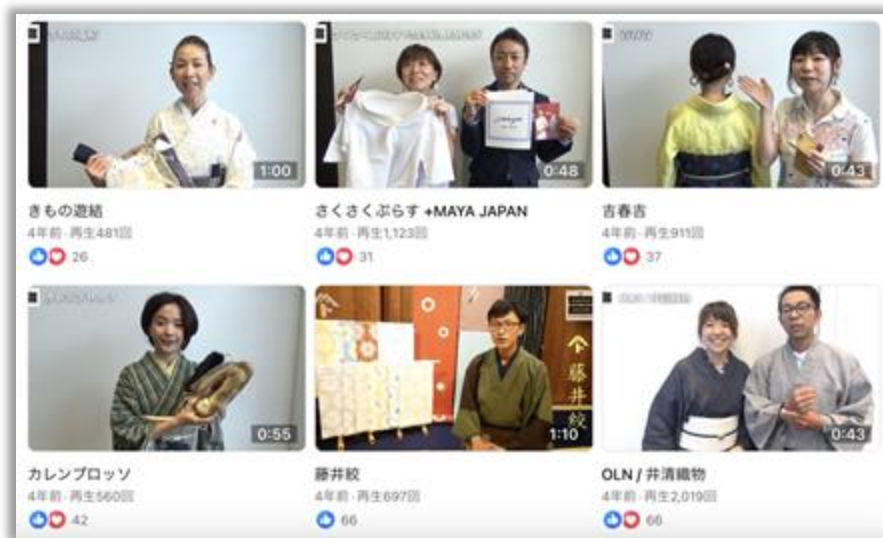 1:00
きもの遊結
4年前・再生481回
26
0:48
さくさくぷらす +MAYA JAPAN
4年前・再生1,123回
31
0:43
吉春吉
4年前・再生911回
37
0:55
カレンブロッソ
4年前・再生560回
42
藤井絞
1:10
藤井絞
4年前・再生697回
66
0:43
OLN / 井清織物
4年前・再生2,019回
66